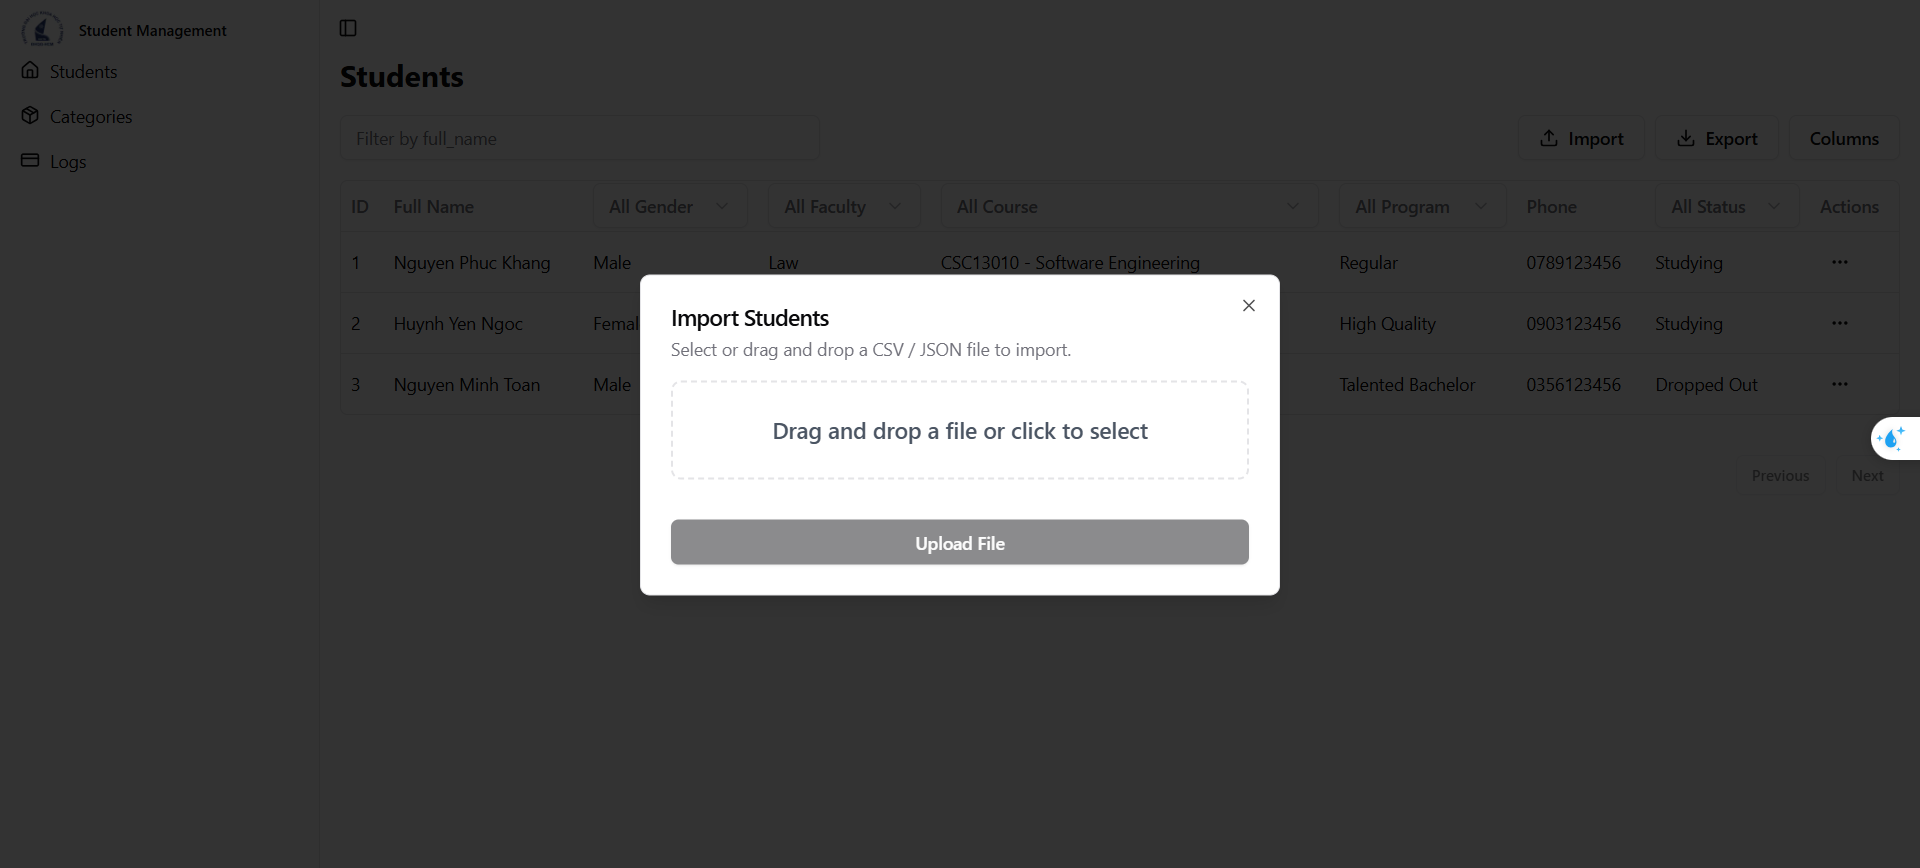 Student Management
Students
Categories
Logs
Students
Filter by full_name
Import
Export
Columns
ID Full Name All Gender All Faculty All Course All Program Phone All Status Actions
1 Nguyen Phuc Khang Male Law CSC13010 - Software Engineering Regular 0789123456 Studying
2 Huynh Yen Ngoc Femal High Quality 0903123456 Studying
3 Nguyen Minh Toan Male Talented Bachelor 0356123456 Dropped Out
Import Students
Select or drag and drop a CSV / JSON file to import.
Drag and drop a file or click to select
Upload File
Previous Next